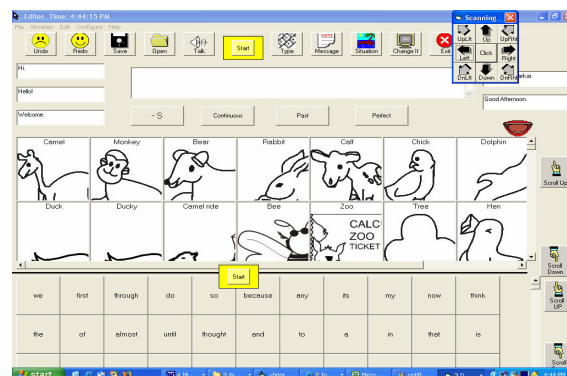 Editor Time: 4:44:15 PM
File Situation Edit Configure Help
Undo Redo Save Open Talk Start Type Message Situation Change It Exit
Scanning
UpLft Up UpRht
Left Click Right
DnLft Down DnRht
Hi.
Hello!
Good Afternoon.
Welcome.
- S Continuous Past Perfect
Camel Monkey Bear Rabbit Calf Chick Dolphin
Scroll Up
Duck Ducky Camel ride Bee Zoo Tree Hen
CALC
ZOO
TICKET
Scroll Down
Start
we first through do so because any its my now think
Scroll UP
the of almost until thought and to a in that is
Scroll
start
4:44 PM